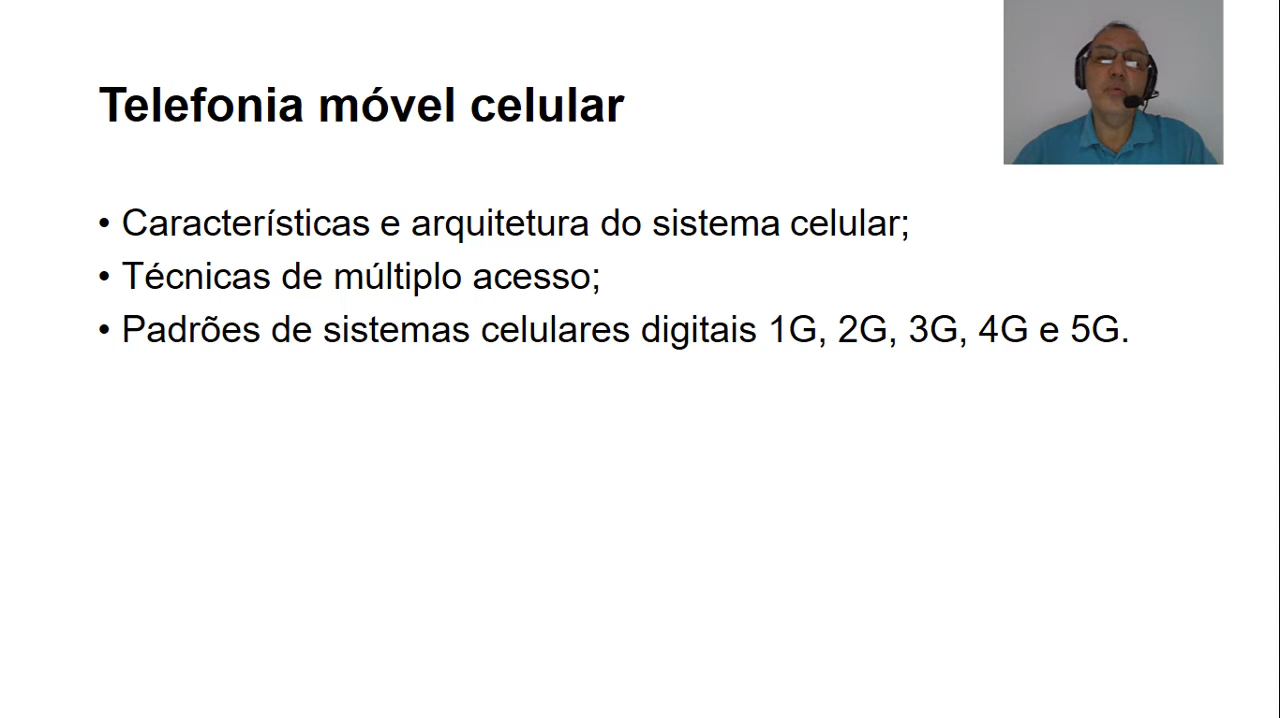 Telefonia móvel celular
• Características e arquitetura do sistema celular;
• Técnicas de múltiplo acesso;
• Padrões de sistemas celulares digitais 1G, 2G, 3G, 4G e 5G.